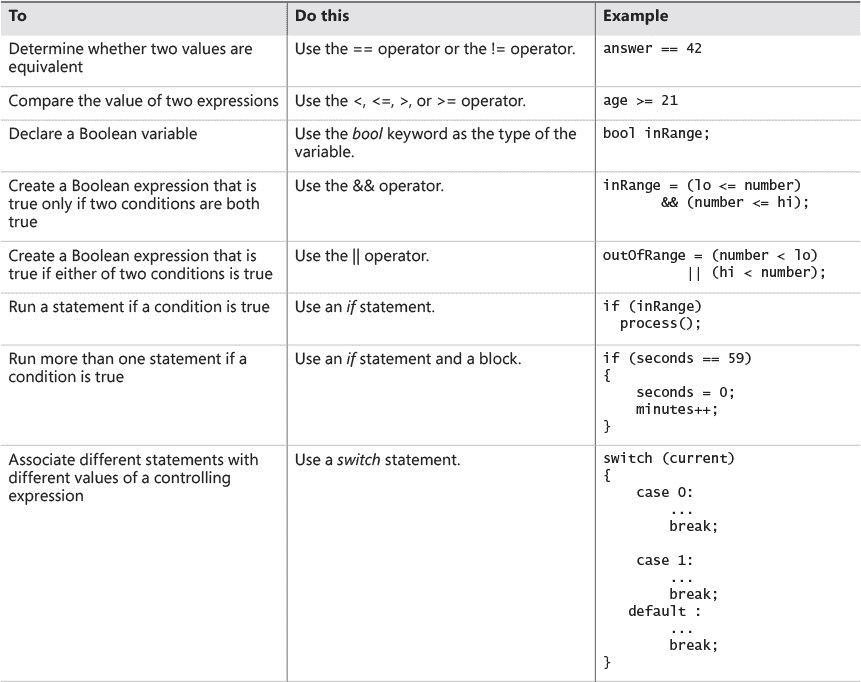 To Do this Example
Determine whether two values are Use the == operator or the != operator. answer == 42
equivalent
Compare the value of two expressions Use the <, <=, >, or >= operator. age >= 21
Declare a Boolean variable Use the bool keyword as the type of the bool inRange;
variable.
Create a Boolean expression that is Use the && operator. inRange = (lo <= number)
true only if two conditions are both && (number <= hi);
true
Create a Boolean expression that is Use the || operator. outOfRange = (number < lo)
true if either of two conditions is true || (hi < number);
Run a statement if a condition is true Use an if statement. if (inRange)
process();
Run more than one statement if a Use an if statement and a block. if (seconds == 59)
condition is true {
seconds = 0;
minutes++;
}
Associate different statements with Use a switch statement. switch (current)
different values of a controlling {
expression case 0:
...
break;
case 1:
...
break;
default :
...
break;
}